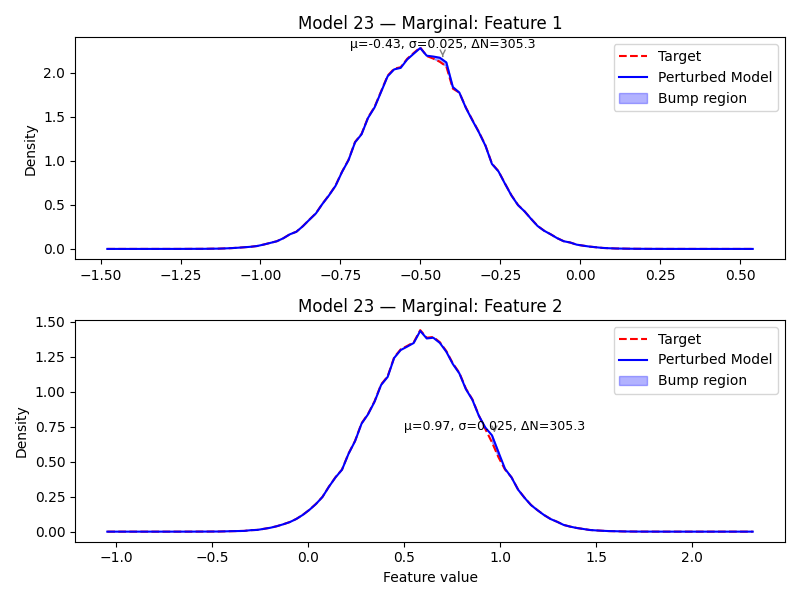 Model 23 — Marginal: Feature 1
μ=-0.43, σ=0.025, ΔN=305.3
Target
Perturbed Model
Bump region
Density
2.0
1.5
1.0
0.5
0.0
−1.50 −1.25 −1.00 −0.75 −0.50 −0.25 0.00 0.25 0.50
Model 23 — Marginal: Feature 2
Target
Perturbed Model
Bump region
μ=0.97, σ=0.025, ΔN=305.3
Density
1.50
1.25
1.00
0.75
0.50
0.25
0.00
−1.0 −0.5 0.0 0.5 1.0 1.5 2.0
Feature value